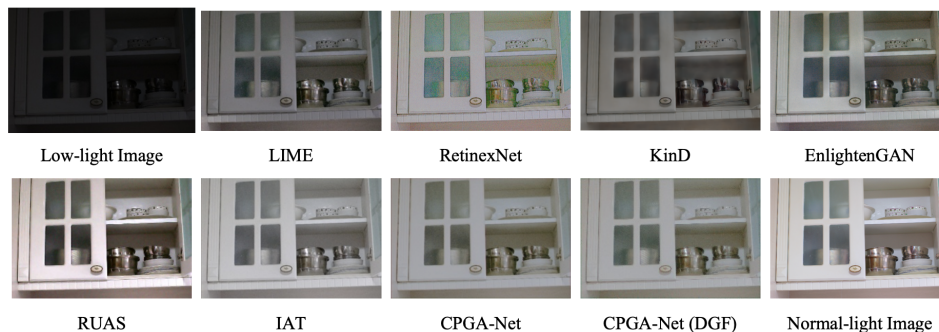 Low-light Image
LIME
RetinexNet
KinD
EnlightenGAN
RUAS
IAT
CPGA-Net
CPGA-Net (DGF)
Normal-light Image